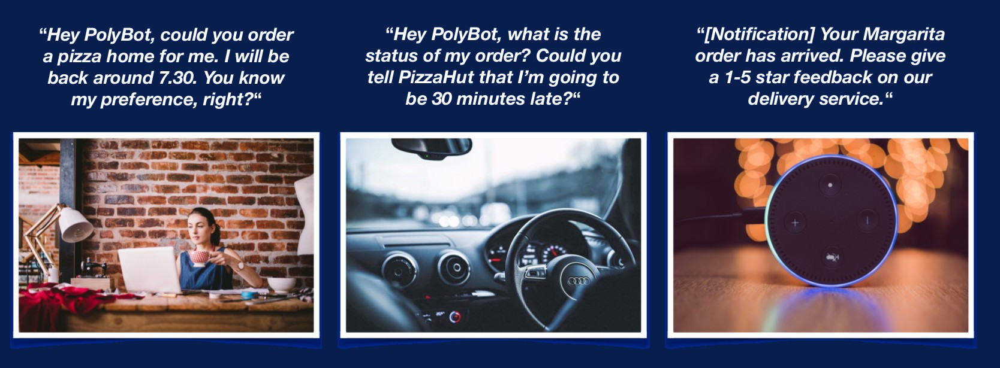 “Hey PolyBot, could you order
a pizza home for me. I will be
back around 7.30. You know
my preference, right?“
“Hey PolyBot, what is the
status of my order? Could you
tell PizzaHut that I’m going to
be 30 minutes late?“
“[Notification] Your Margarita
order has arrived. Please give
a 1-5 star feedback on our
delivery service.“